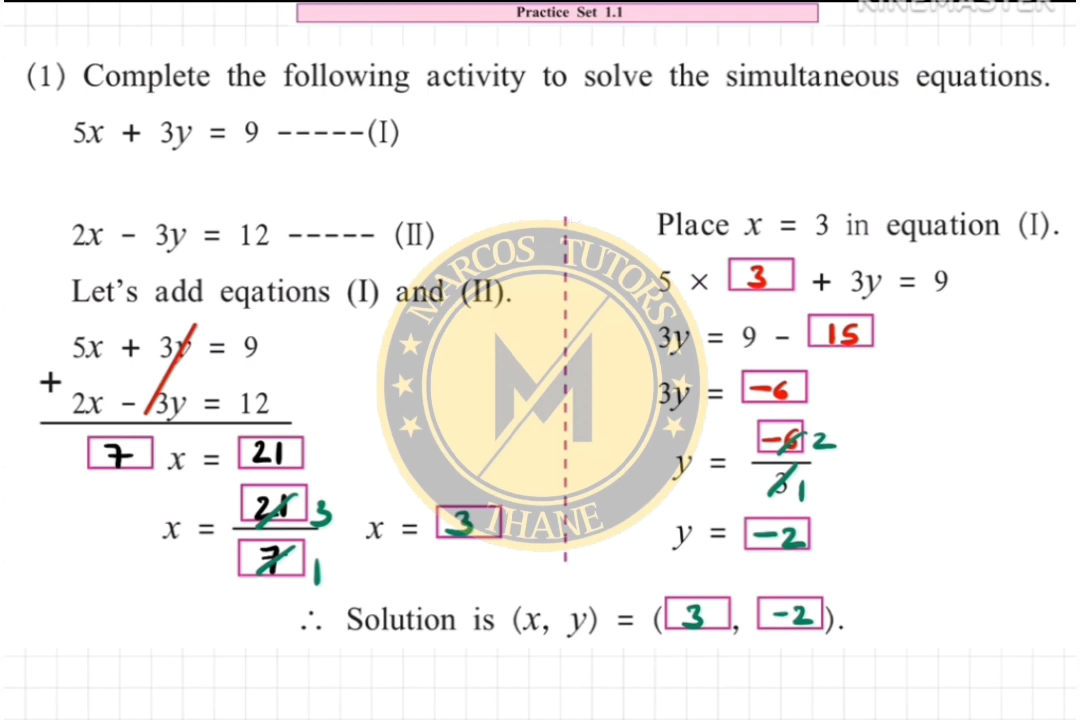 Practice Set 1.1
KINEMASTER
(1) Complete the following activity to solve the simultaneous equations.
5x + 3y = 9 -----(I)
2x - 3y = 12 ----- (II)
Let's add eqations (I) and (II).
5x + 3y = 9
+
2x - 3y = 12
7 x = 21
x = 21 3
7 1
x = 3
Place x = 3 in equation (I).
5 × 3 + 3y = 9
3y = 9 - 15
3y = -6
y = -6 2
3 1
y = -2
∴ Solution is (x, y) = (3, -2).
MARCOS TUTORS
M
THANE